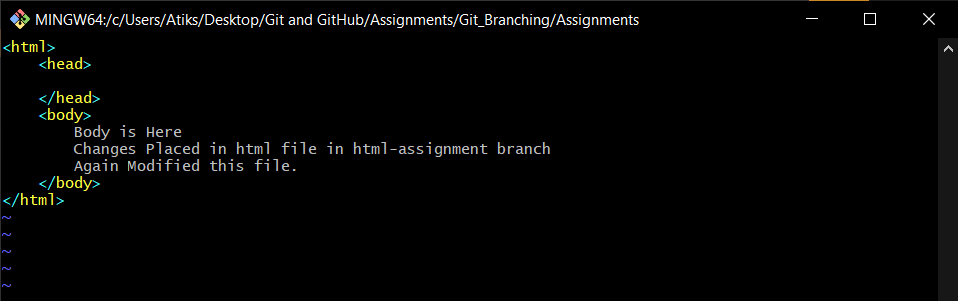 MINGW64:/c/Users/Atiks/Desktop/Git and GitHub/Assignments/Git_Branching/Assignments
<html>
    <head>

    </head>
    <body>
        Body is Here
        Changes Placed in html file in html-assignment branch
        Again Modified this file.
    </body>
</html>
~
~
~
~
~